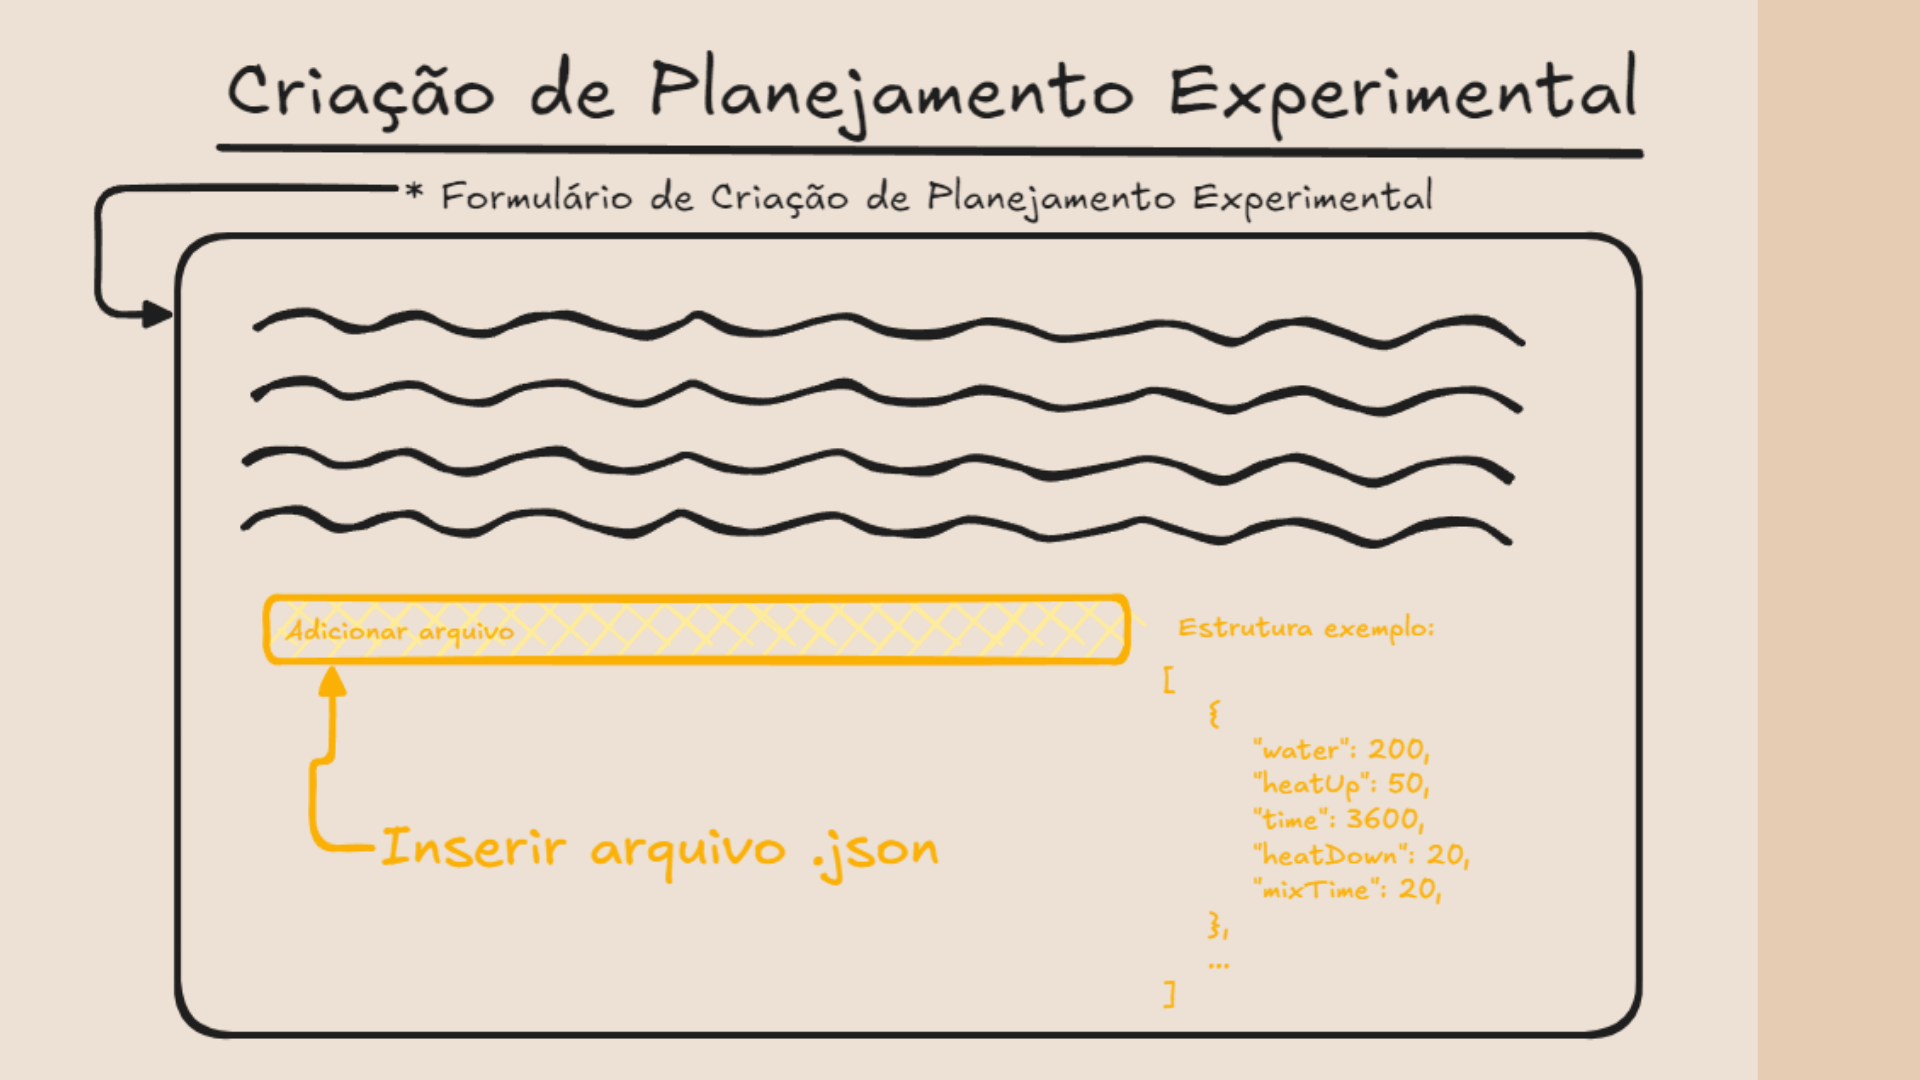 Criação de Planejamento Experimental
* Formulário de Criação de Planejamento Experimental
Adicionar arquivo
Estrutura exemplo:
[
{
"water": 200,
"heatUp": 50,
"time": 3600,
"heatDown": 20,
"mixTime": 20,
},
...
]
Inserir arquivo .json